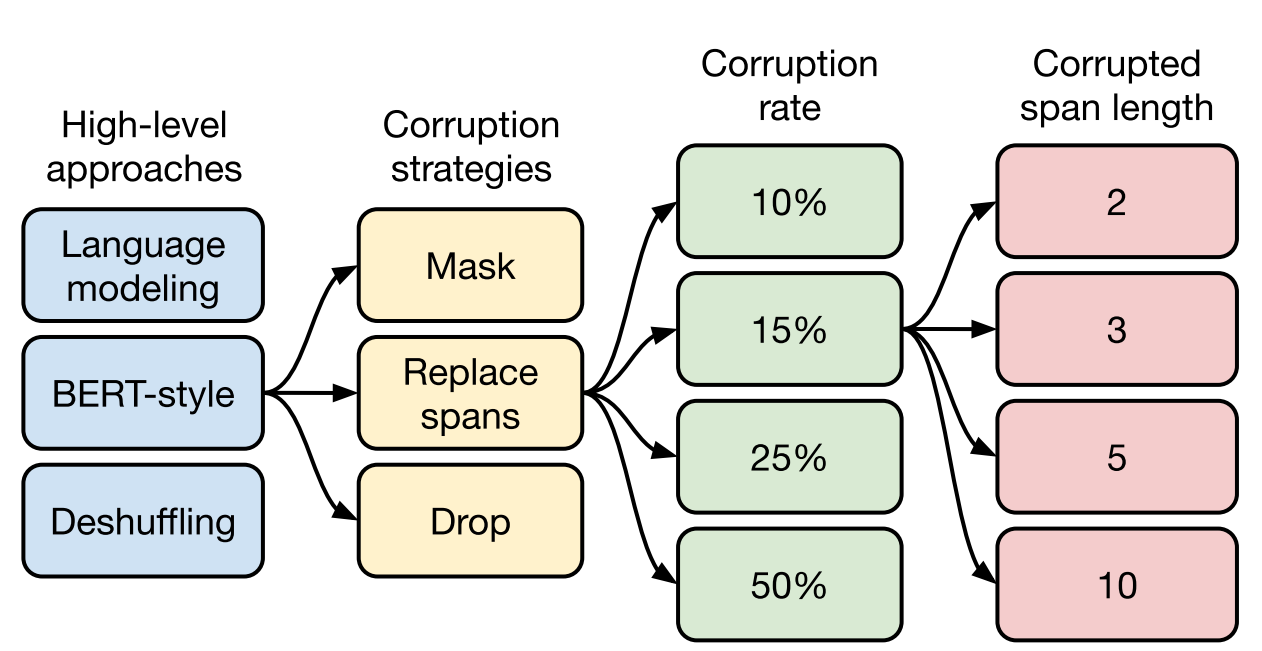 High-level
approaches
Language
modeling
BERT-style
Deshuffling
Corruption
strategies
Mask
Replace
spans
Drop
Corruption
rate
10%
15%
25%
50%
Corrupted
span length
2
3
5
10